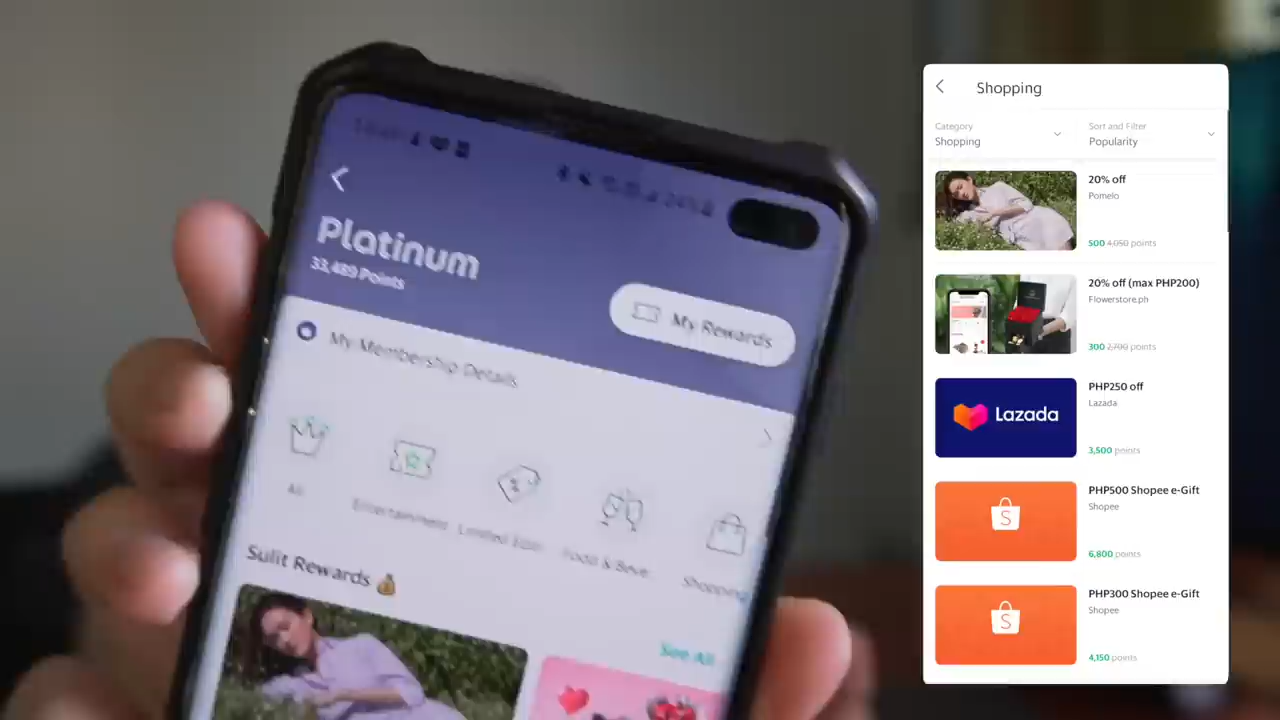 Platinum
33,489 Points
My Rewards
My Membership Details
All
Entertainment
Food & Beve
Shopping
Sulit Rewards
See All
Shopping
Category
Shopping
Sort and Filter
Popularity
20% off
Pomelo
500 4,050 points
20% off (max PHP200)
Flowerstore.ph
300 2,700 points
Lazada
PHP250 off
Lazada
3,500 points
S
PHP500 Shopee e-Gift
Shopee
6,800 points
S
PHP300 Shopee e-Gift
Shopee
4,150 points